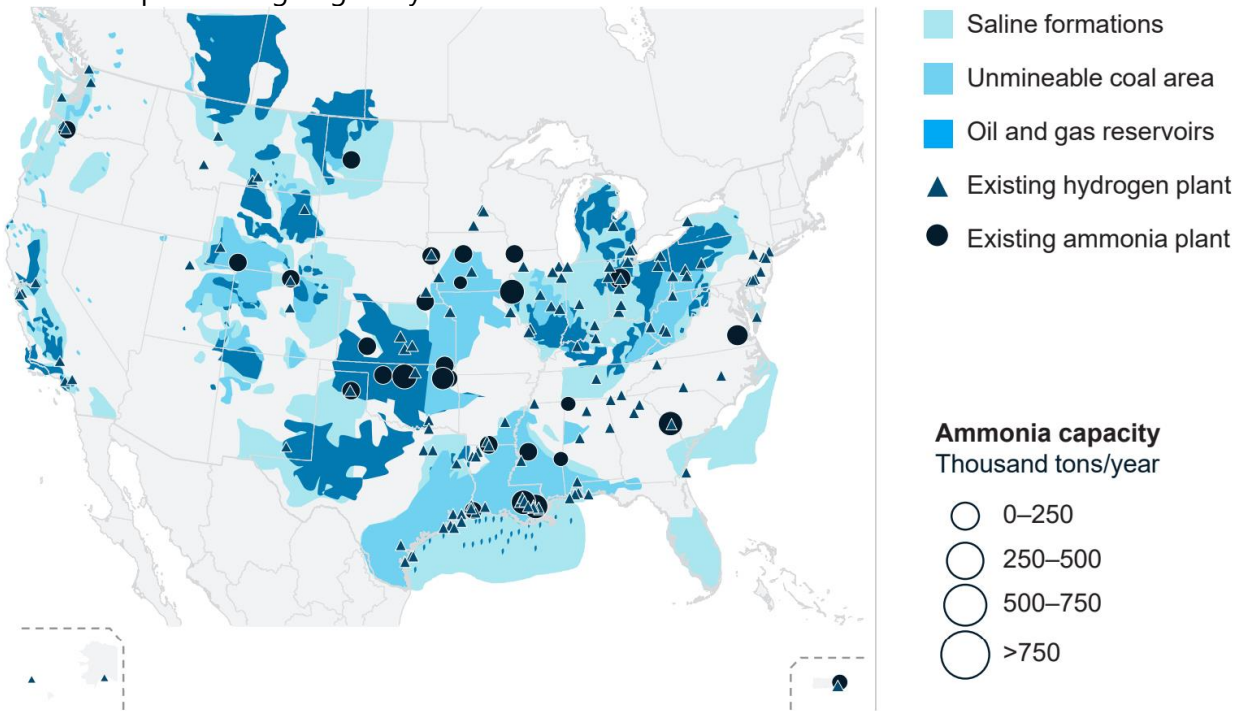 Saline formations
Unmineable coal area
Oil and gas reservoirs
Existing hydrogen plant
Existing ammonia plant
Ammonia capacity
Thousand tons/year
0–250
250–500
500–750
>750